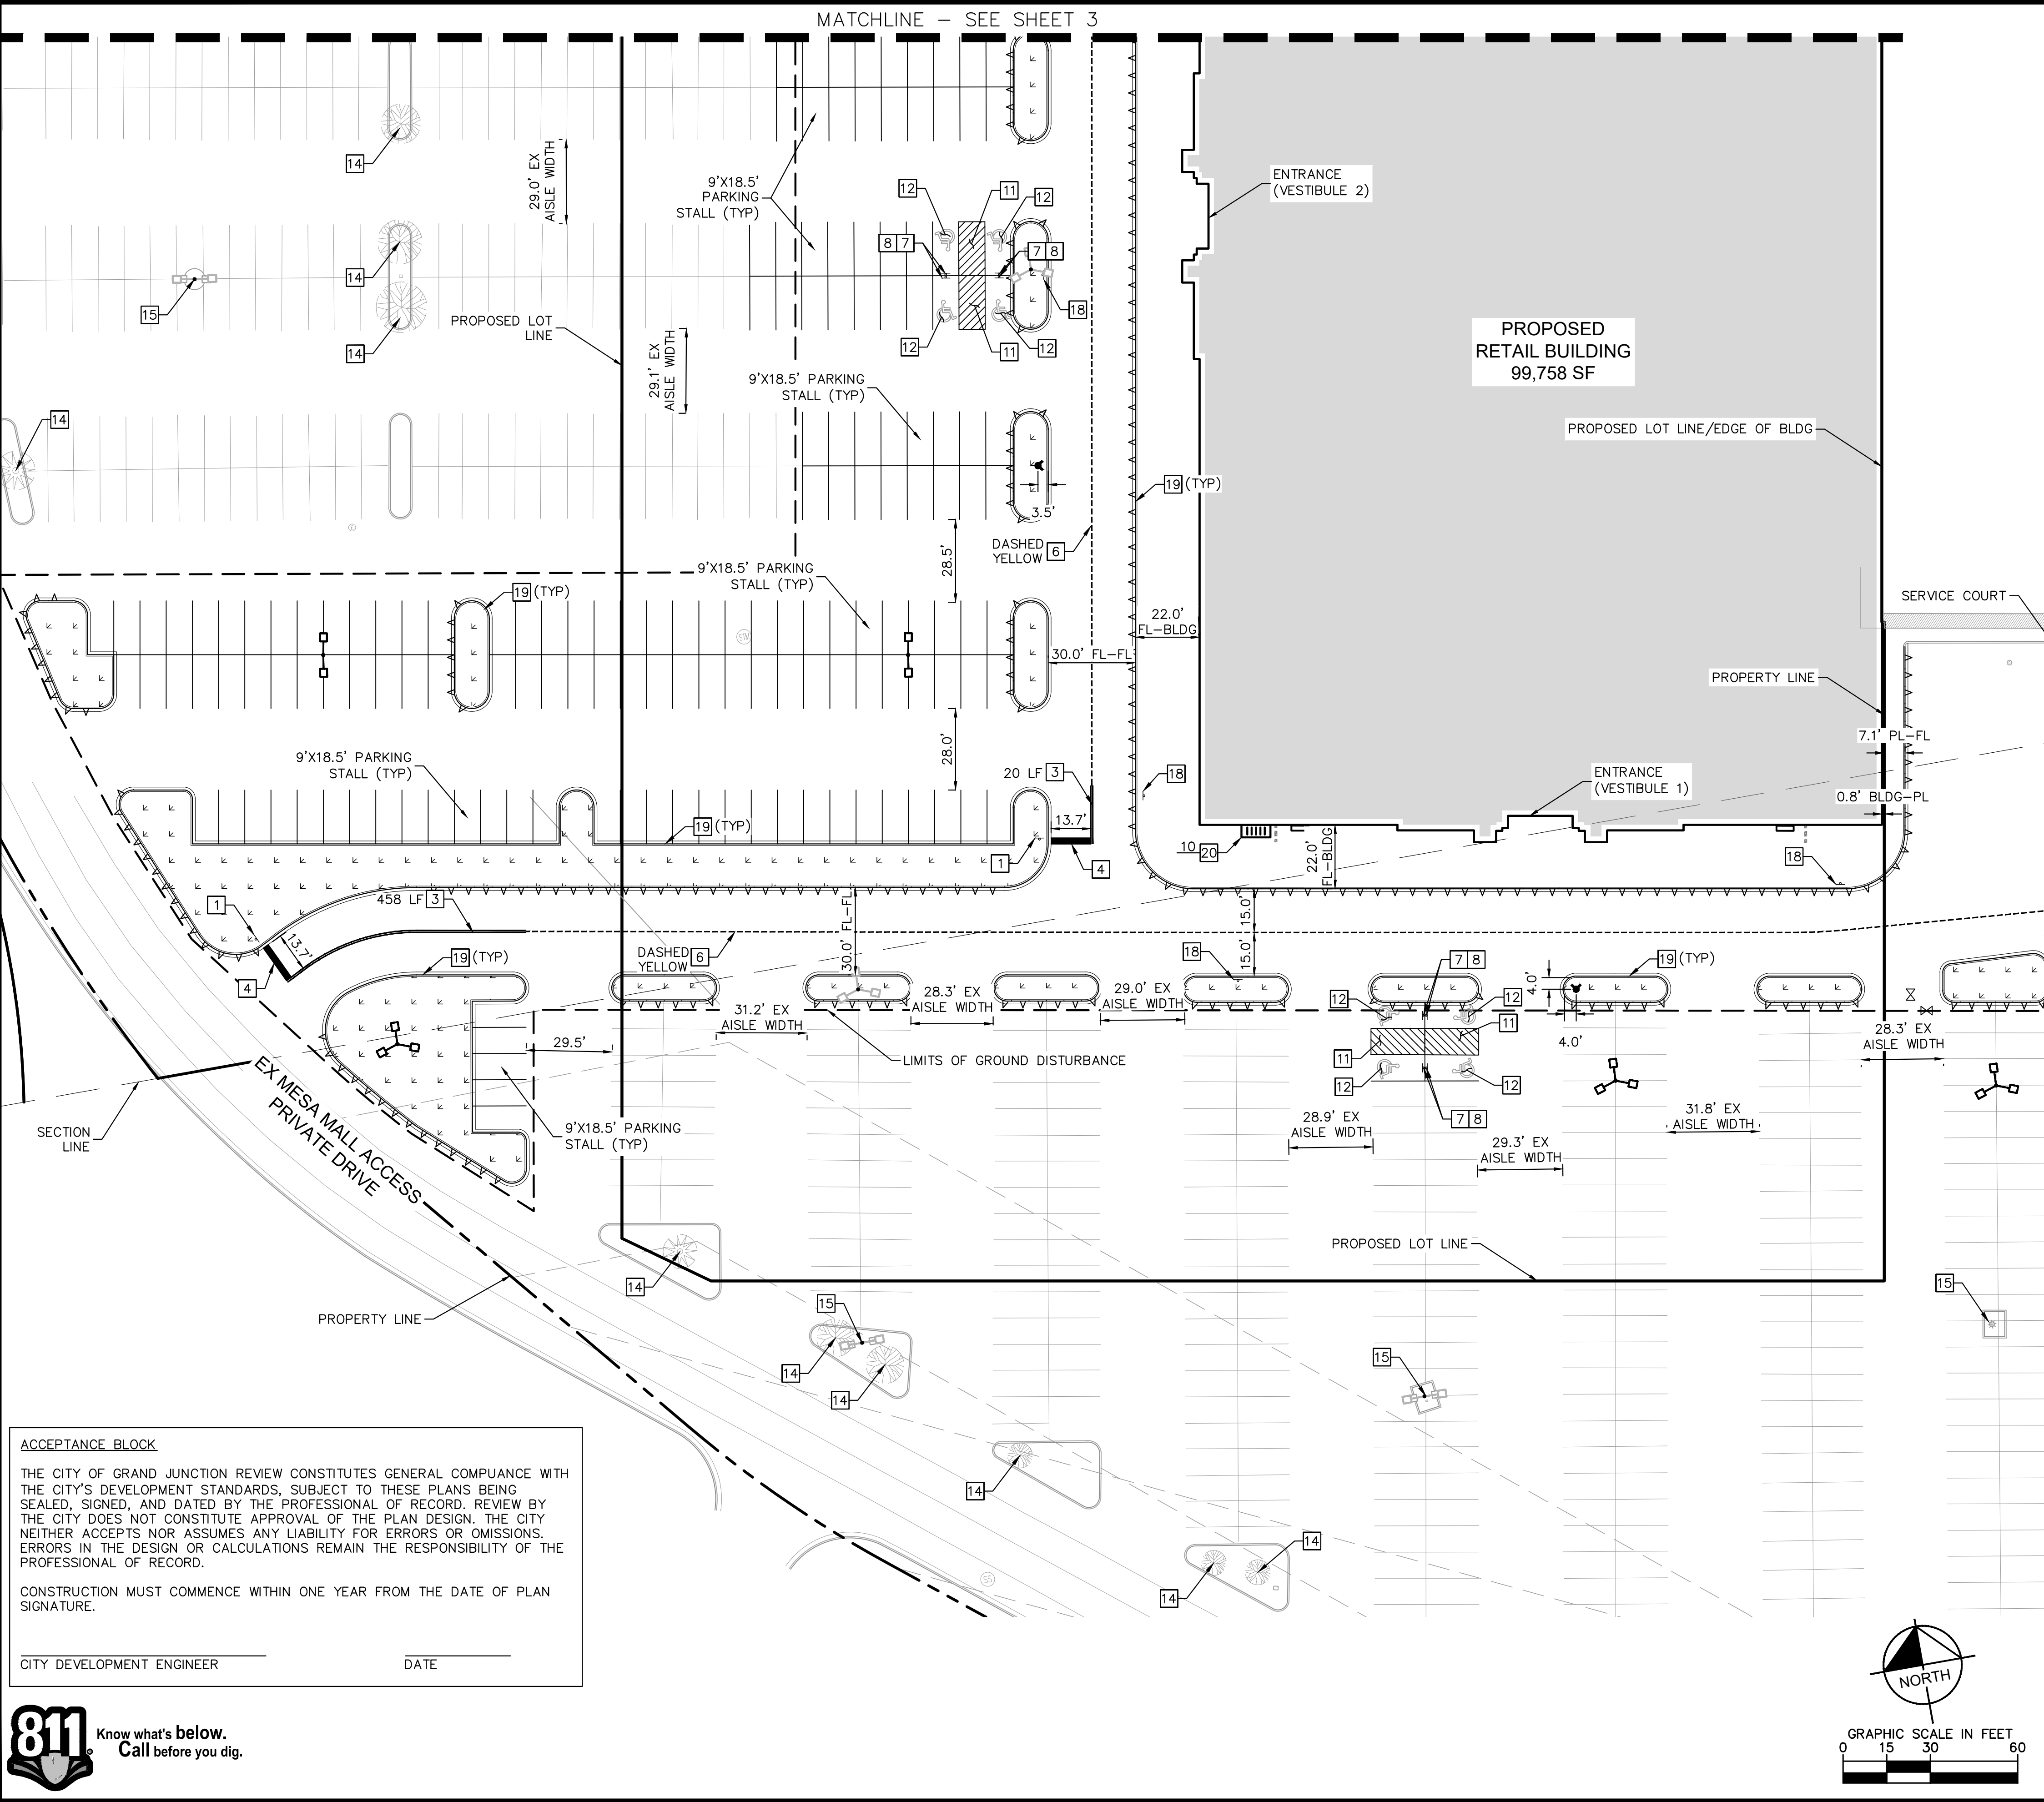 MATCHLINE – SEE SHEET 3
14
29.0' EX
AISLE WIDTH
9'X18.5'
PARKING
STALL (TYP)
12
11
12
ENTRANCE
(VESTIBULE 2)
8 7
7 8
14
15
18
PROPOSED LOT
LINE
14
12
11
12
29.1' EX
AISLE WIDTH
PROPOSED
RETAIL BUILDING
99,758 SF
9'X18.5' PARKING
STALL (TYP)
14
PROPOSED LOT LINE/EDGE OF BLDG
19 (TYP)
3.5'
DASHED
YELLOW 6
28.5'
9'X18.5' PARKING
STALL (TYP)
19 (TYP)
SERVICE COURT
STM
22.0'
FL–BLDG
30.0' FL–FL
PROPERTY LINE
28.0'
7.1' PL–FL
9'X18.5' PARKING
STALL (TYP)
20 LF 3
18
ENTRANCE
(VESTIBULE 1)
0.8' BLDG–PL
13.7'
19 (TYP)
10 20
22.0'
FL–BLDG
1
4
18
1
458 LF 3
30.0' FL–FL
15.0'
15.0'
13.7'
19 (TYP)
DASHED
YELLOW 6
18
7 8
19 (TYP)
4
31.2' EX
AISLE WIDTH
28.3' EX
AISLE WIDTH
29.0' EX
AISLE WIDTH
12
12
4.0'
11
4.0'
28.3' EX
AISLE WIDTH
29.5'
LIMITS OF GROUND DISTURBANCE
11
12
12
EX MESA MALL ACCESS
PRIVATE DRIVE
SECTION
LINE
9'X18.5' PARKING
STALL (TYP)
28.9' EX
AISLE WIDTH
7 8
29.3' EX
AISLE WIDTH
31.8' EX
AISLE WIDTH
PROPOSED LOT LINE
14
15
PROPERTY LINE
15
14
14
15
14
14
14
SS
ACCEPTANCE BLOCK
THE CITY OF GRAND JUNCTION REVIEW CONSTITUTES GENERAL COMPUANCE WITH
THE CITY'S DEVELOPMENT STANDARDS, SUBJECT TO THESE PLANS BEING
SEALED, SIGNED, AND DATED BY THE PROFESSIONAL OF RECORD. REVIEW BY
THE CITY DOES NOT CONSTITUTE APPROVAL OF THE PLAN DESIGN. THE CITY
NEITHER ACCEPTS NOR ASSUMES ANY LIABILITY FOR ERRORS OR OMISSIONS.
ERRORS IN THE DESIGN OR CALCULATIONS REMAIN THE RESPONSIBILITY OF THE
PROFESSIONAL OF RECORD.
CONSTRUCTION MUST COMMENCE WITHIN ONE YEAR FROM THE DATE OF PLAN
SIGNATURE.
CITY DEVELOPMENT ENGINEER
DATE
811
Know what's below.
Call before you dig.
NORTH
GRAPHIC SCALE IN FEET
0 15 30 60